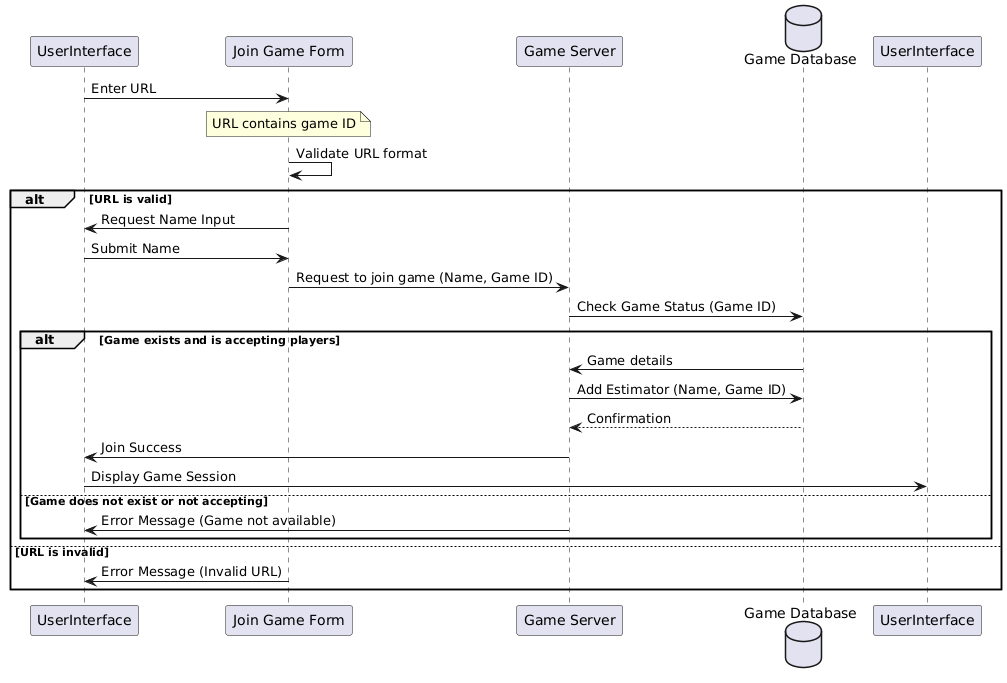 UserInterface
Join Game Form
Game Server
Game Database
UserInterface
Enter URL
URL contains game ID
Validate URL format
alt
[URL is valid]
Request Name Input
Submit Name
Request to join game (Name, Game ID)
Check Game Status (Game ID)
alt
[Game exists and is accepting players]
Game details
Add Estimator (Name, Game ID)
Confirmation
Join Success
Display Game Session
[Game does not exist or not accepting]
Error Message (Game not available)
[URL is invalid]
Error Message (Invalid URL)
UserInterface
Join Game Form
Game Server
Game Database
UserInterface